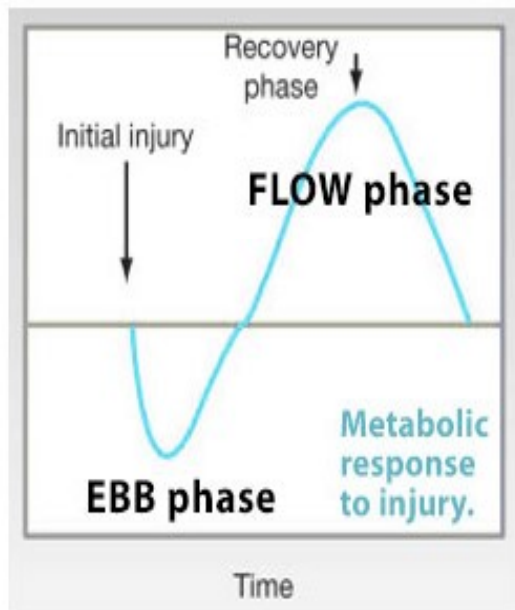 Recovery
phase
Initial injury
FLOW phase
EBB phase
Metabolic
response
to injury.
Time